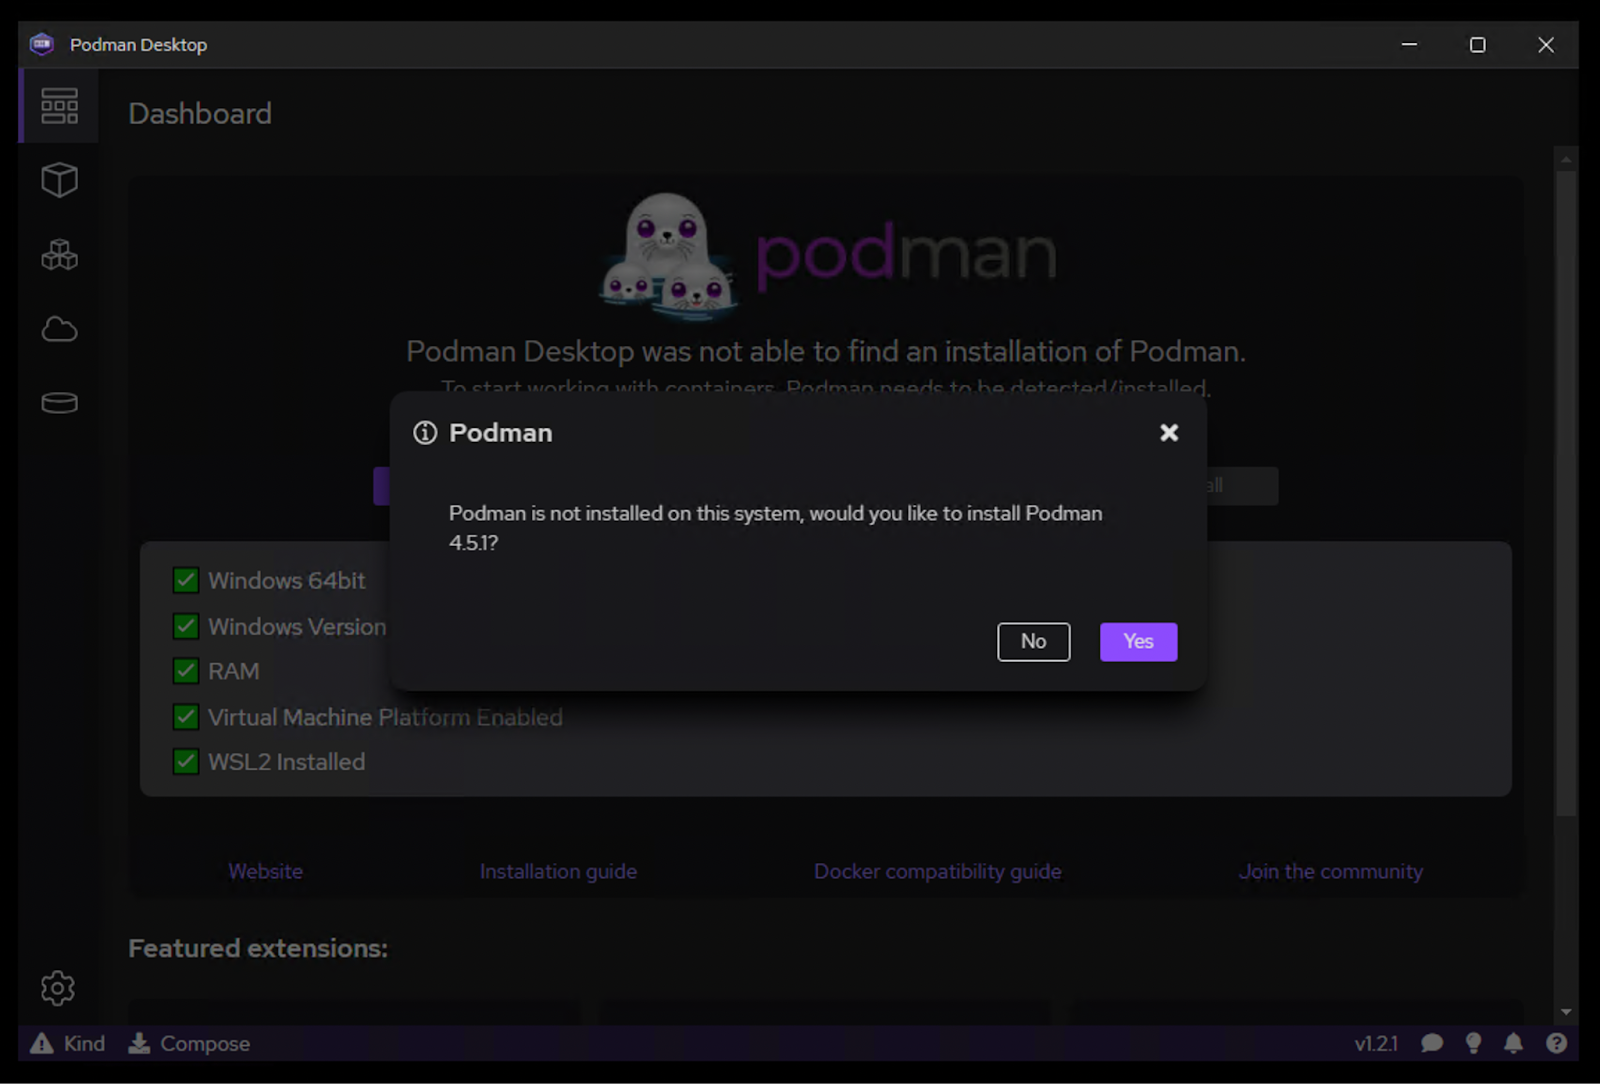 Podman Desktop
Dashboard
podman
Podman Desktop was not able to find an installation of Podman.
To start working with containers, Podman needs to be detected/installed.
Podman
Podman is not installed on this system, would you like to install Podman
4.5.1?
No
Yes
Windows 64bit
Windows Version
RAM
Virtual Machine Platform Enabled
WSL2 Installed
Website
Installation guide
Docker compatibility guide
Join the community
Featured extensions:
Kind
Compose
v1.2.1